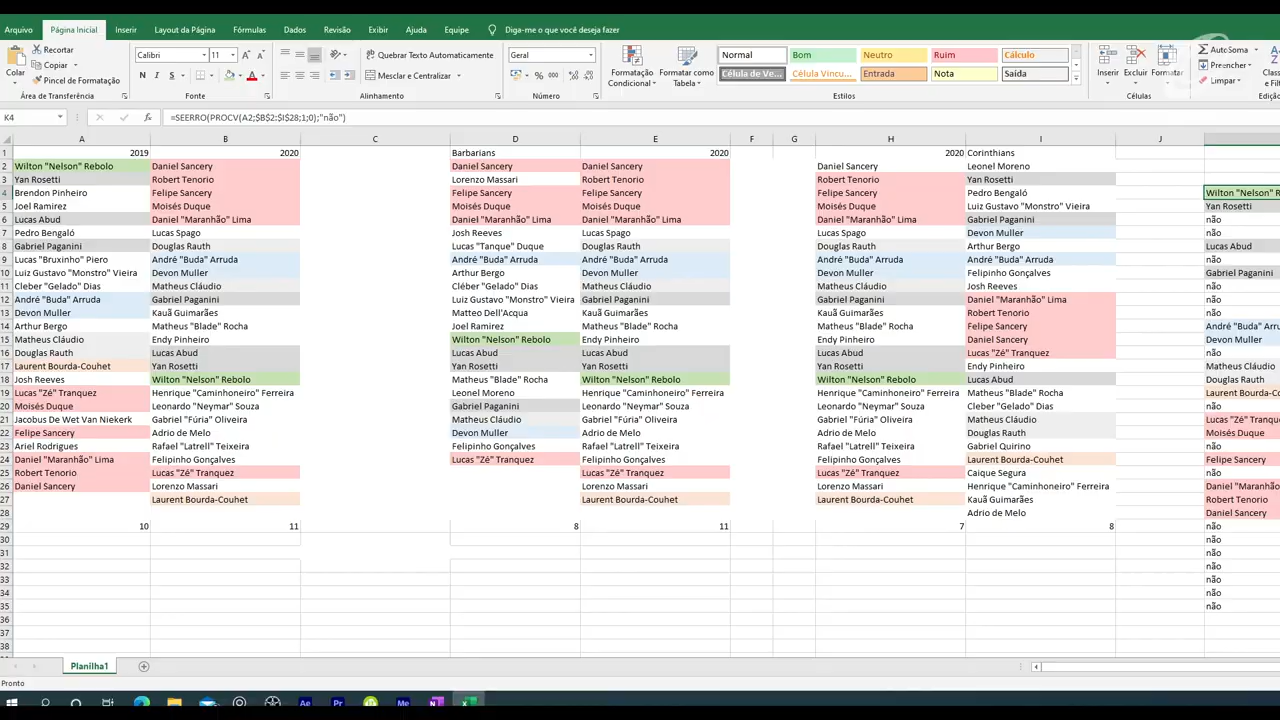 Arquivo Página Inicial Inserir Layout da Página Fórmulas Dados Revisão Exibir Ajuda Equipe Diga-me o que você deseja fazer
Colar Recortar Copiar Pincel de Formatação Área de Transferência
Calibri 11 N Fonte
Quebrar Texto Automaticamente Mesclar e Centralizar Alinhamento
Geral % 000 Número
Formatação Condicional Formatar como Tabela
Normal Bom Neutro Ruim Cálculo
Célula de Ve... Célula Víncu... Entrada Nota Saída
Estilos
Inserir Excluir Formatar Células
AutoSoma Preencher Limpar
K4 fx =SEERRO(PROCV(A2;$B$2:$I$28;1;0);"não")
A B C D E F G H I J
1 2019 2020 Barbarians 2020 2020 Corinthians
2 Wilton "Nelson" Rebolo Daniel Sancery Daniel Sancery Daniel Sancery Daniel Sancery Leonel Moreno
3 Yan Rosetti Robert Tenorio Lorenzo Massari Robert Tenorio Robert Tenorio Yan Rosetti
4 Brendon Pinheiro Felipe Sancery Felipe Sancery Felipe Sancery Felipe Sancery Pedro Bengaló
5 Joel Ramirez Moisés Duque Moisés Duque Moisés Duque Moisés Duque Luiz Gustavo "Monstro" Vieira Yan Rosetti
6 Lucas Abud Daniel "Maranhão" Lima Daniel "Maranhão" Lima Daniel "Maranhão" Lima Daniel "Maranhão" Lima Gabriel Paganini não
7 Pedro Bengaló Lucas Spago Josh Reeves Lucas Spago Lucas Spago Devon Muller não
8 Gabriel Paganini Douglas Rauth Lucas "Tanque" Duque Douglas Rauth Douglas Rauth Arthur Bergo Lucas Abud
9 Lucas "Bruxinho" Piero André "Buda" Arruda Arthur Bergo André "Buda" Arruda André "Buda" Arruda André "Buda" Arruda não
10 Luiz Gustavo "Monstro" Vieira Devon Muller Arthur Bergo Devon Muller Devon Muller Felipinho Gonçalves Gabriel Paganini
11 Cleber "Gelado" Dias Matheus Cláudio Cléber "Gelado" Dias Matheus Cláudio Matheus Cláudio Josh Reeves não
12 André "Buda" Arruda Gabriel Paganini Luiz Gustavo "Monstro" Vieira Gabriel Paganini Gabriel Paganini Daniel "Maranhão" Lima não
13 Devon Muller Kauã Guimarães Matteo Dell'Acqua Kauã Guimarães Kauã Guimarães Robert Tenorio não
14 Arthur Bergo Matheus "Blade" Rocha Joel Ramirez Matheus "Blade" Rocha Matheus "Blade" Rocha Felipe Sancery
15 Matheus Cláudio Endy Pinheiro Wilton "Nelson" Rebolo Endy Pinheiro Endy Pinheiro Daniel Sancery Devon Muller
16 Douglas Rauth Lucas Abud Lucas Abud Lucas Abud Lucas Abud Lucas "Zé" Tranquez não
17 Laurent Bourda-Couhet Yan Rosetti Yan Rosetti Yan Rosetti Yan Rosetti Endy Pinheiro Matheus Cláudio
18 Josh Reeves Wilton "Nelson" Rebolo Matheus "Blade" Rocha Wilton "Nelson" Rebolo Wilton "Nelson" Rebolo Lucas Abud Douglas Rauth
19 Lucas "Zé" Tranquez Henrique "Caminhoneiro" Ferreira Leonel Moreno Henrique "Caminhoneiro" Ferreira Henrique "Caminhoneiro" Ferreira Matheus "Blade" Rocha
20 Moisés Duque Leonardo "Neymar" Souza Gabriel Paganini Leonardo "Neymar" Souza Leonardo "Neymar" Souza Cleber "Gelado" Dias não
21 Jacobus De Wet Van Niekerk Gabriel "Fúria" Oliveira Matheus Cláudio Gabriel "Fúria" Oliveira Gabriel "Fúria" Oliveira Matheus Cláudio
22 Felipe Sancery Adrio de Melo Devon Muller Adrio de Melo Adrio de Melo Douglas Rauth Moisés Duque
23 Ariel Rodrigues Rafael "Latrell" Teixeira Felipinho Gonçalves Rafael "Latrell" Teixeira Rafael "Latrell" Teixeira Gabriel Quirino não
24 Daniel "Maranhão" Lima Felipinho Gonçalves Lucas "Zé" Tranquez Felipinho Gonçalves Felipinho Gonçalves Laurent Bourda-Couhet Felipe Sancery
25 Robert Tenorio Lucas "Zé" Tranquez Lucas "Zé" Tranquez Lucas "Zé" Tranquez Caique Segura não
26 Daniel Sancery Lorenzo Massari Lorenzo Massari Lorenzo Massari Henrique "Caminhoneiro" Ferreira
27 Laurent Bourda-Couhet Laurent Bourda-Couhet Laurent Bourda-Couhet Kauã Guimarães Robert Tenorio
28 Adrio de Melo Daniel Sancery
29 10 11 8 11 7 8 não
30 não
31 não
32 não
33 não
34 não
35 não
36
37
38
Planilha1
Pronto
Ae Pr Me